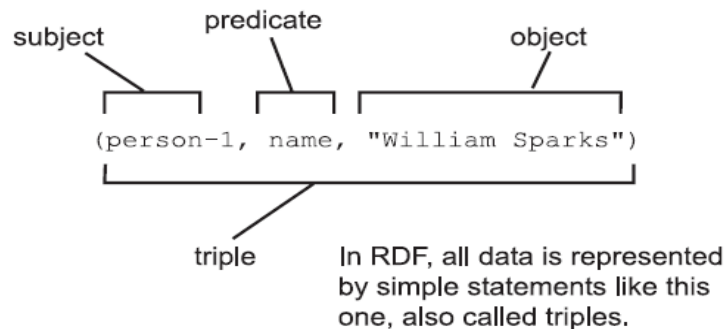 predicate
subject
object
(person-1, name, "William Sparks")
triple
In RDF, all data is represented
by simple statements like this
one, also called triples.